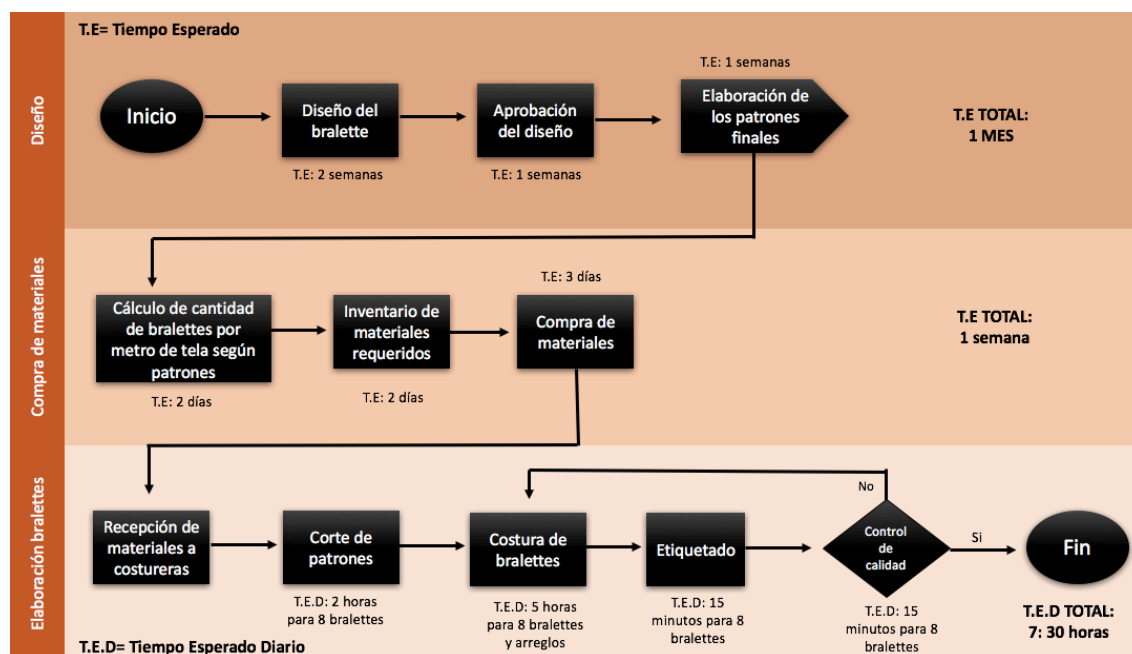 T.E= Tiempo Esperado
Diseño
Inicio
Diseño del
bralette
T.E: 2 semanas
Aprobación
del diseño
T.E: 1 semanas
T.E: 1 semanas
Elaboración de
los patrones
finales
T.E TOTAL:
1 MES
Compra de materiales
Cálculo de cantidad
de bralettes por
metro de tela según
patrones
T.E: 2 días
Inventario de
materiales
requeridos
T.E: 2 días
T.E: 3 días
Compra de
materiales
T.E TOTAL:
1 semana
Elaboración bralettes
Recepción de
materiales a
costureras
Corte de
patrones
T.E.D: 2 horas
para 8 bralettes
Costura de
bralettes
T.E.D: 5 horas
para 8 bralettes
y arreglos
Etiquetado
T.E.D: 15
minutos para 8
bralettes
No
Control
de
calidad
T.E.D: 15
minutos para 8
bralettes
Si
Fin
T.E.D TOTAL:
7: 30 horas
T.E.D= Tiempo Esperado Diario